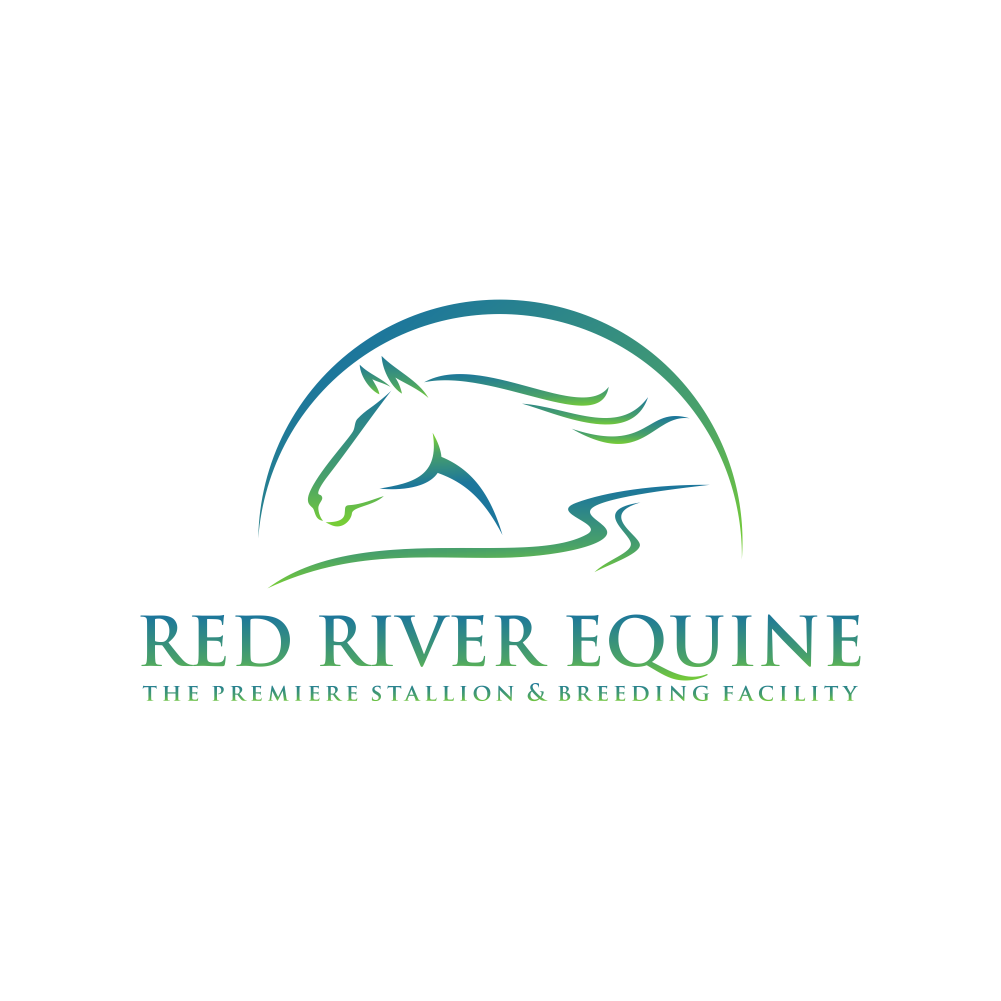 RED RIVER EQUINE
THE PREMIERE STALLION & BREEDING FACILITY